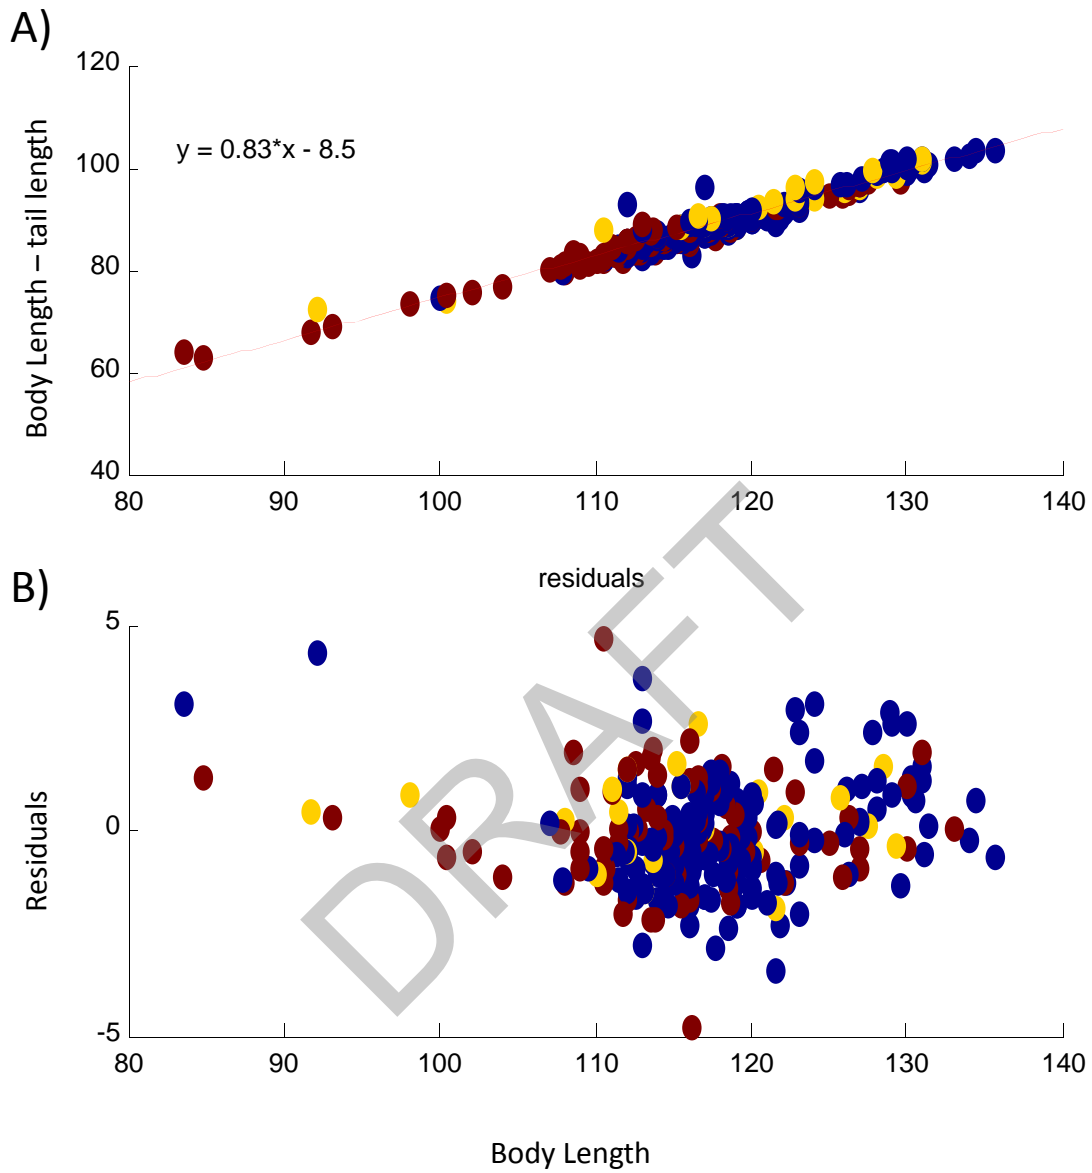 A)
120
y = 0.83*x - 8.5
100
80
60
40
80 90 100 110 120 130 140
Body Length – tail length
B)
residuals
5
0
-5
80 90 100 110 120 130 140
Residuals
Body Length
DRAFT